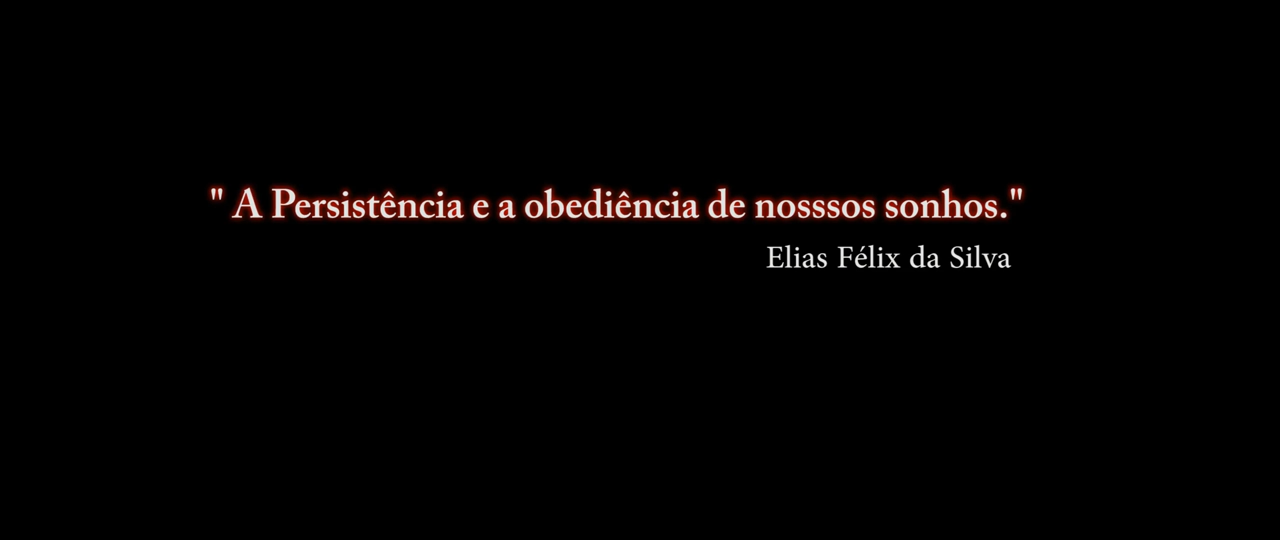 " A Persistência e a obediência de nosssos sonhos."
Elias Félix da Silva